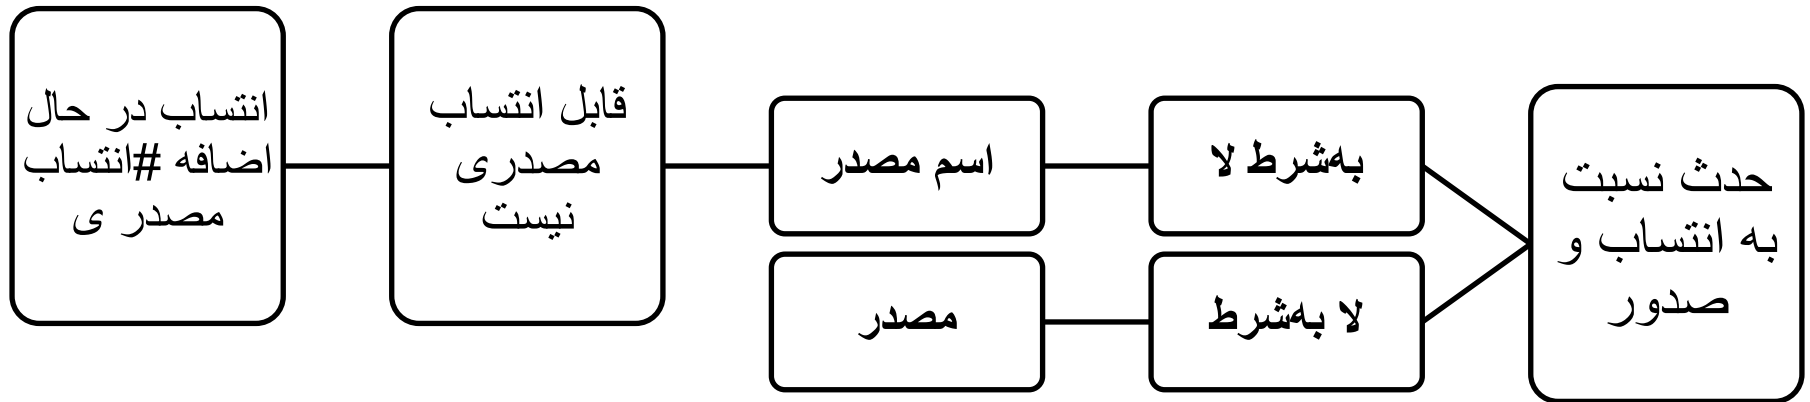 حدث نسبت
به انتساب و
صدور
به‌شرط لا
اسم مصدر
قابل انتساب
مصدری
نیست
انتساب در حال
اضافه #انتساب
مصدر ی
لا به‌شرط
مصدر